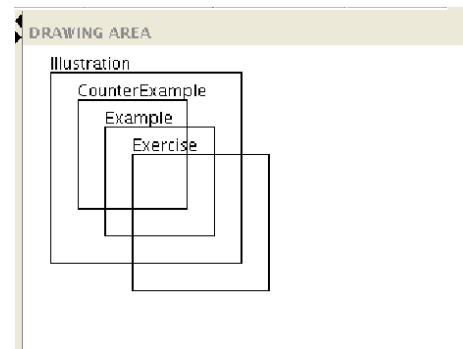 DRAWING AREA
Illustration
CounterExample
Example
Exercise